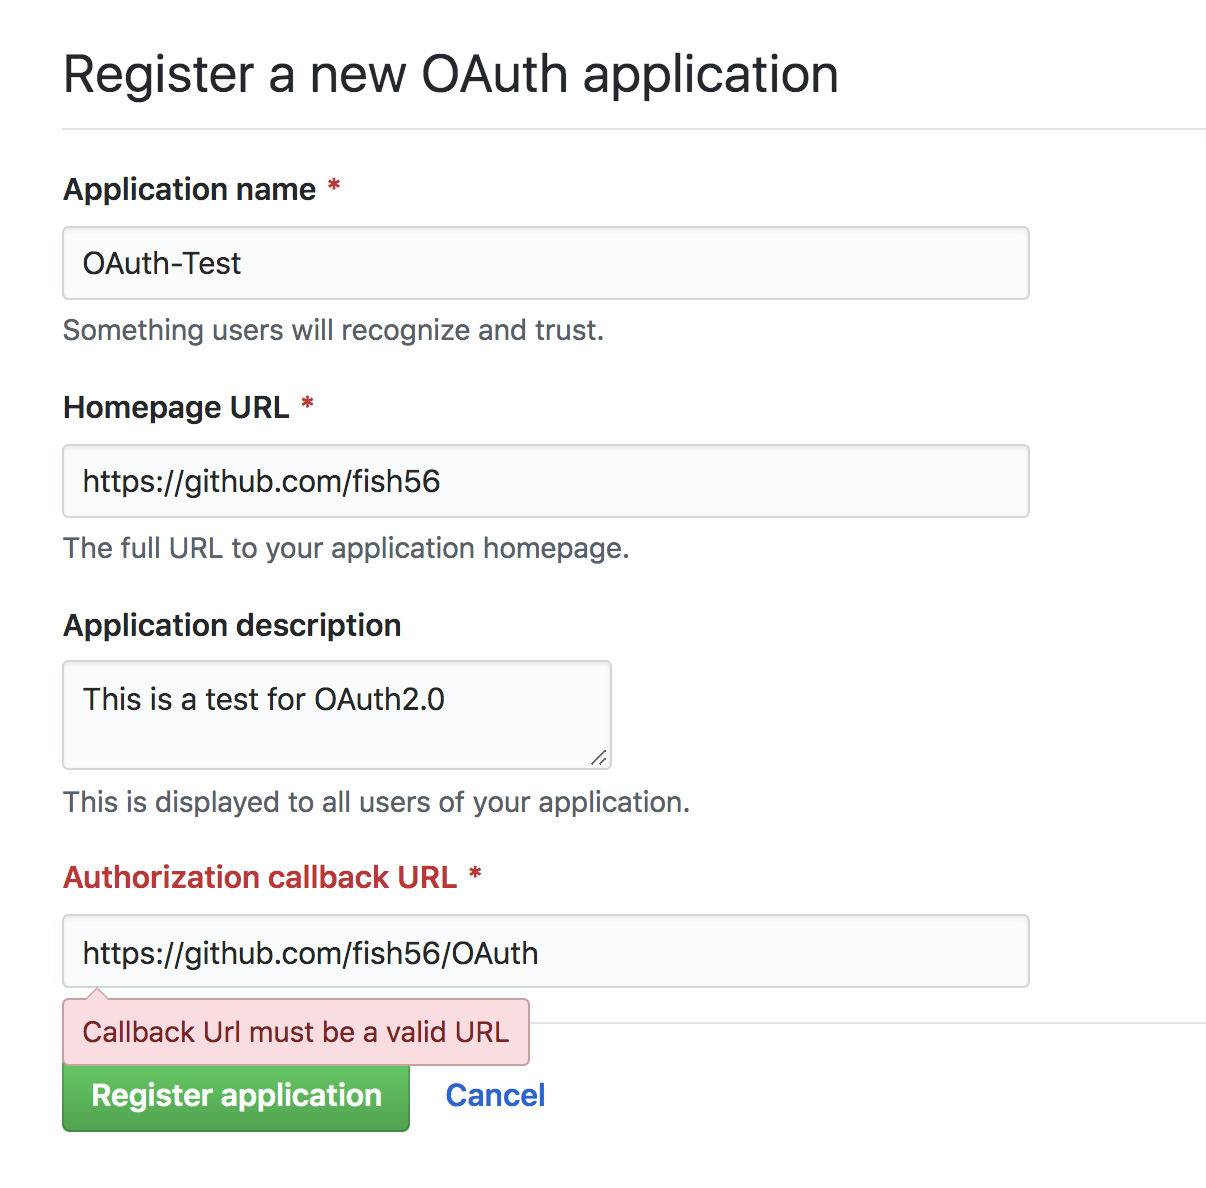 Register a new OAuth application
Application name *
OAuth-Test
Something users will recognize and trust.
Homepage URL *
https://github.com/fish56
The full URL to your application homepage.
Application description
This is a test for OAuth2.0
This is displayed to all users of your application.
Authorization callback URL *
https://github.com/fish56/OAuth
Callback Url must be a valid URL
Register application Cancel